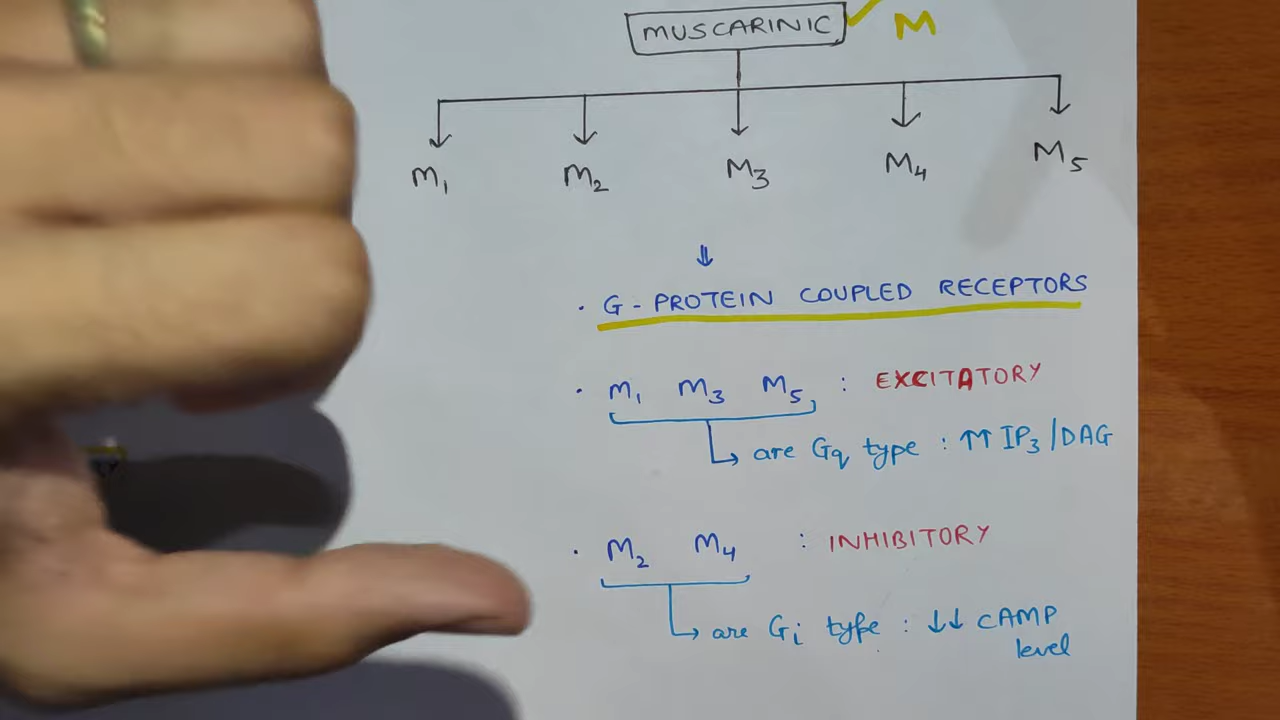 MUSCARINIC M
M1 M2 M3 M4 M5
· G - PROTEIN COUPLED RECEPTORS
· M1 M3 M5 : EXCITATORY
are Gq type : ↑↑ IP3/DAG
· M2 M4 : INHIBITORY
are Gi type : ↓↓ cAMP
level